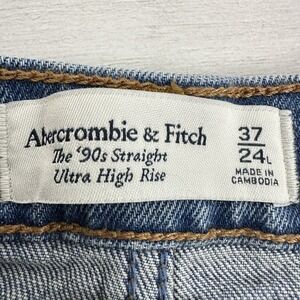 Abercrombie & Fitch
The '90s Straight
Ultra High Rise
37
24L
MADE IN
CAMBODIA